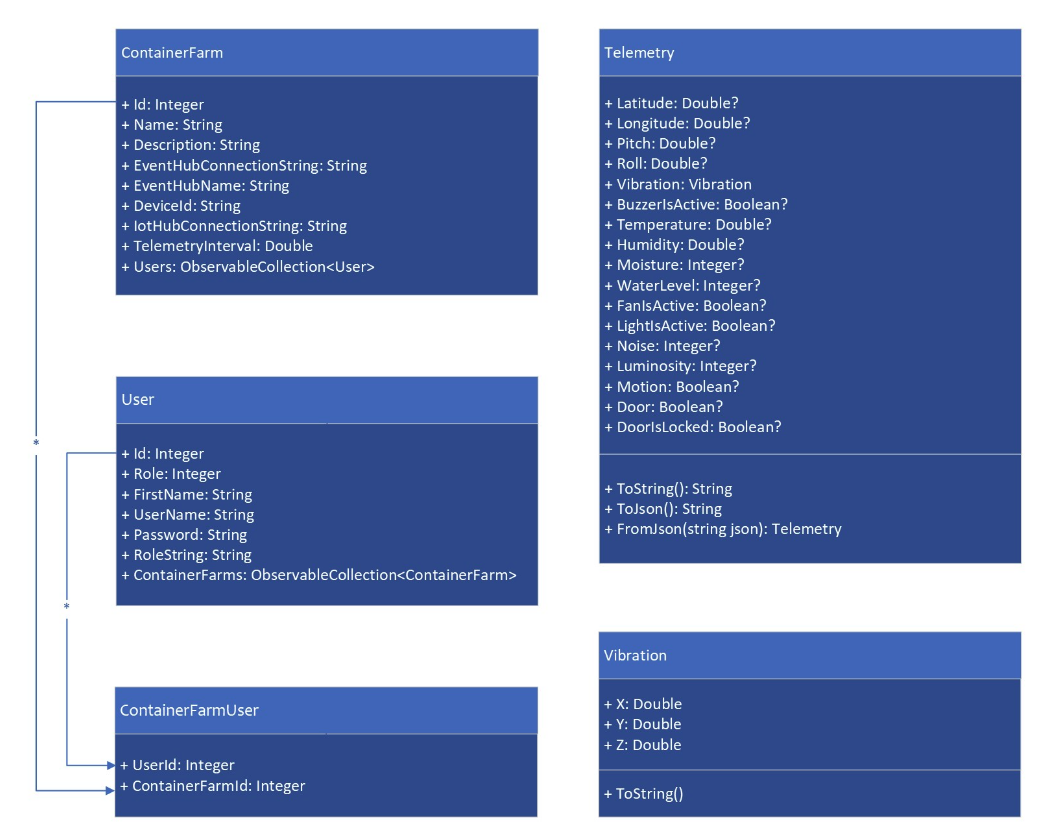 ContainerFarm
+ Id: Integer
+ Name: String
+ Description: String
+ EventHubConnectionString: String
+ EventHubName: String
+ DeviceId: String
+ IotHubConnectionString: String
+ TelemetryInterval: Double
+ Users: ObservableCollection<User>
*
User
+ Id: Integer
+ Role: Integer
+ FirstName: String
+ UserName: String
+ Password: String
+ RoleString: String
+ ContainerFarms: ObservableCollection<ContainerFarm>
*
ContainerFarmUser
+ UserId: Integer
+ ContainerFarmId: Integer
Telemetry
+ Latitude: Double?
+ Longitude: Double?
+ Pitch: Double?
+ Roll: Double?
+ Vibration: Vibration
+ BuzzerIsActive: Boolean?
+ Temperature: Double?
+ Humidity: Double?
+ Moisture: Integer?
+ WaterLevel: Integer?
+ FanIsActive: Boolean?
+ LightIsActive: Boolean?
+ Noise: Integer?
+ Luminosity: Integer?
+ Motion: Boolean?
+ Door: Boolean?
+ DoorIsLocked: Boolean?
+ ToString(): String
+ ToJson(): String
+ FromJson(string json): Telemetry
Vibration
+ X: Double
+ Y: Double
+ Z: Double
+ ToString()